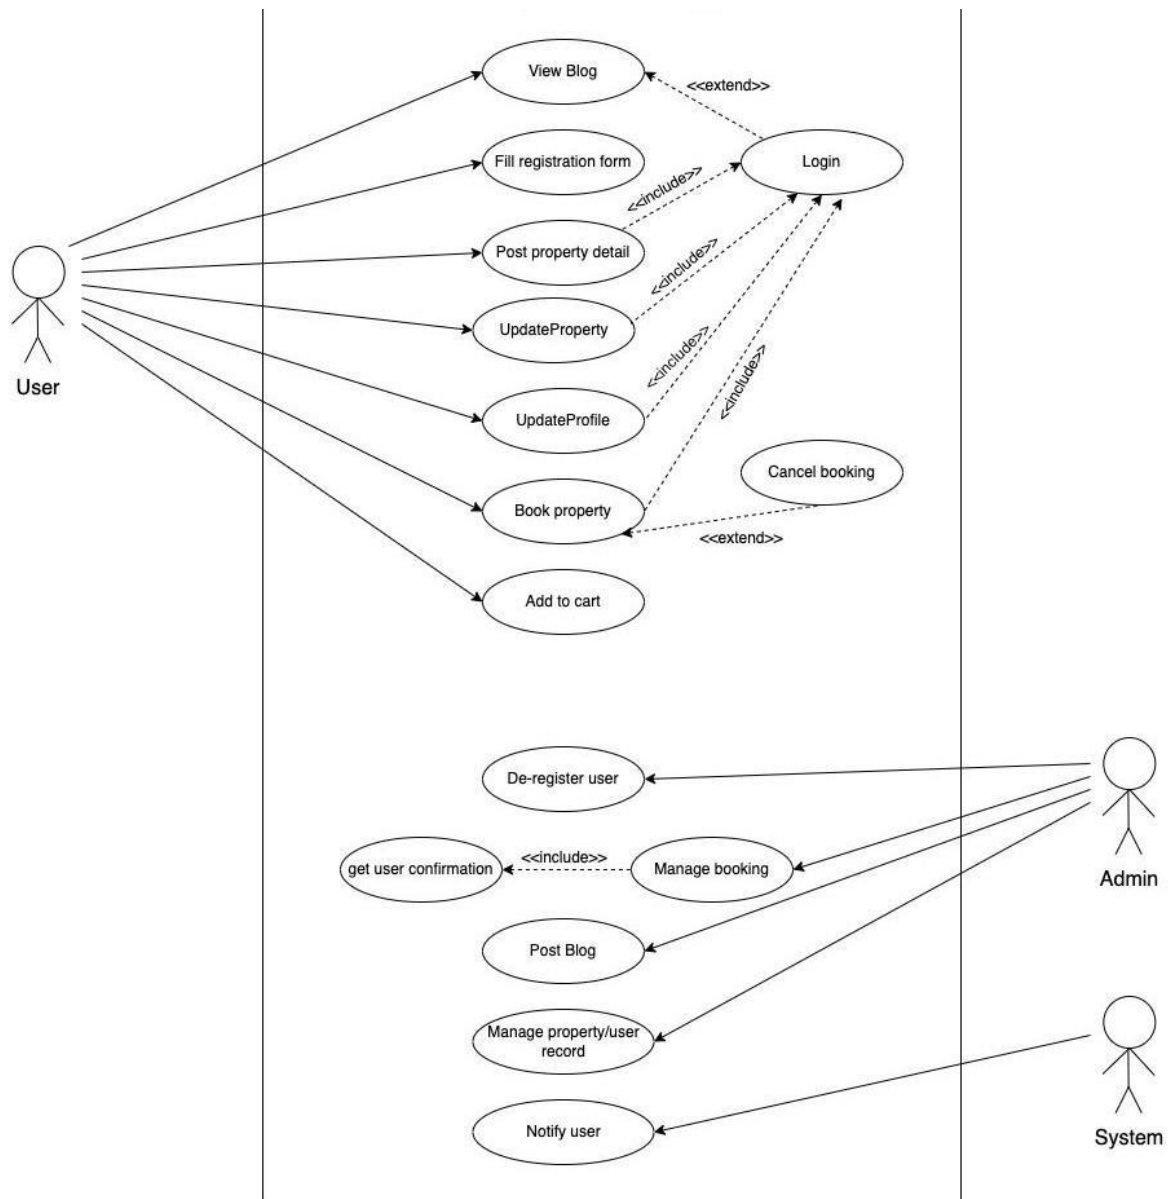 View Blog
<<extend>>
Fill registration form
Login
<<include>>
Post property detail
<<include>>
UpdateProperty
User
<<include>>
UpdateProfile
<<include>>
Cancel booking
Book property
<<extend>>
Add to cart
De-register user
get user confirmation
<<include>>
Manage booking
Admin
Post Blog
Manage property/user
record
Notify user
System